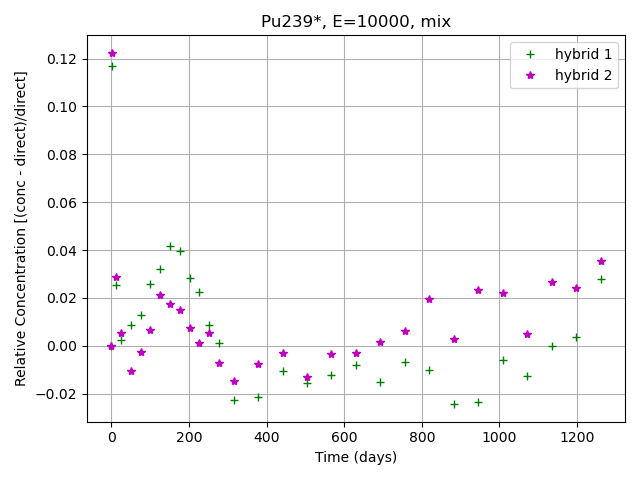 Pu239*, E=10000, mix
hybrid 1
hybrid 2
0.12
0.10
0.08
0.06
0.04
0.02
0.00
−0.02
Relative Concentration [(conc - direct)/direct]
0 200 400 600 800 1000 1200
Time (days)